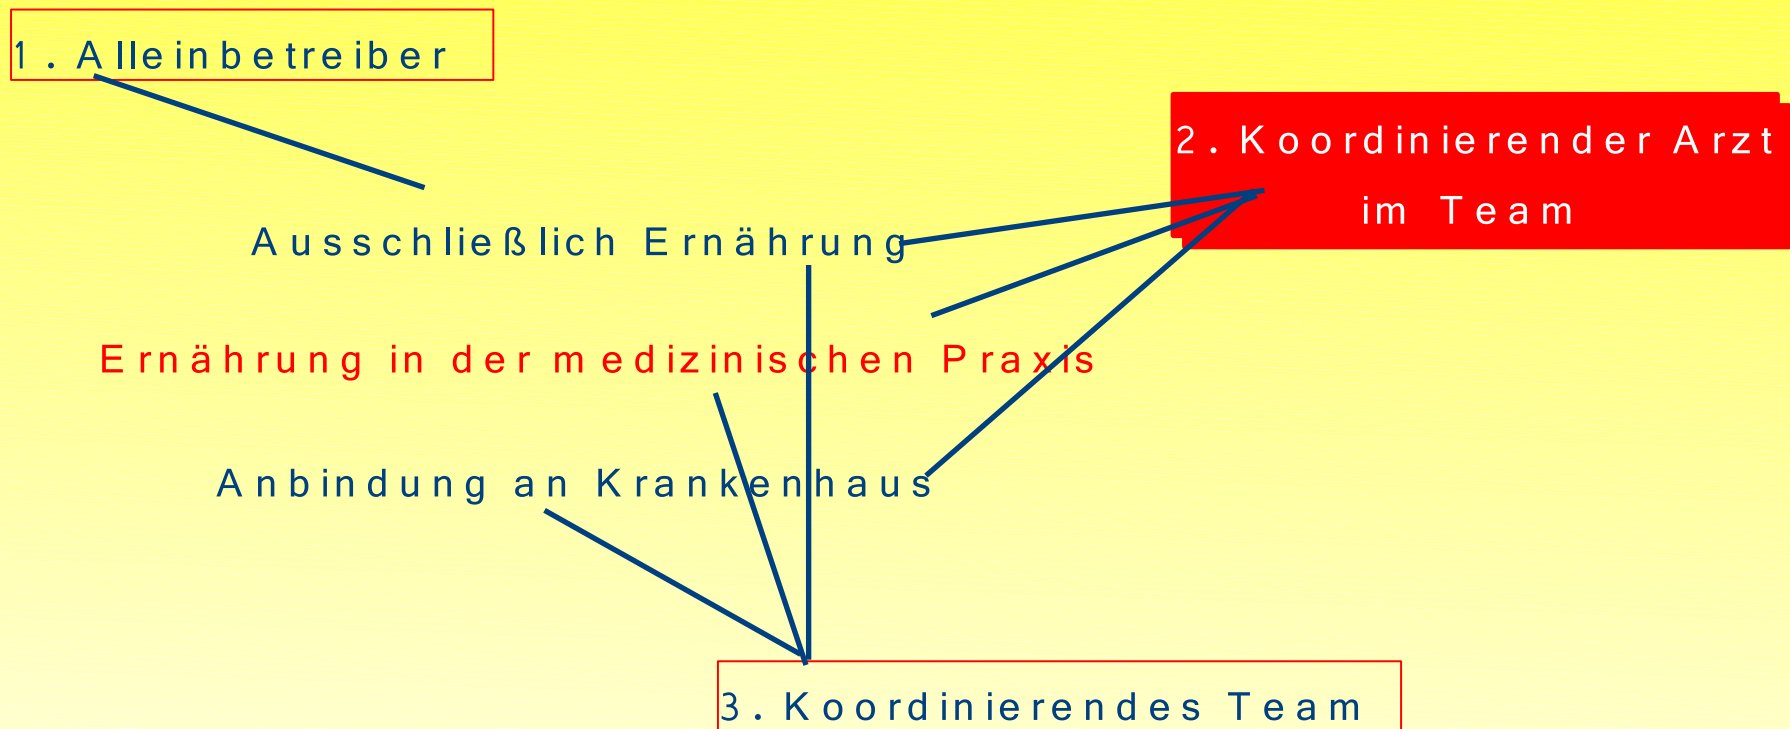 1. Alleinbetreiber
2. Koordinierender Arzt
im Team
Ausschließlich Ernährung
Ernährung in der medizinischen Praxis
Anbindung an Krankenhaus
3. Koordinierendes Team